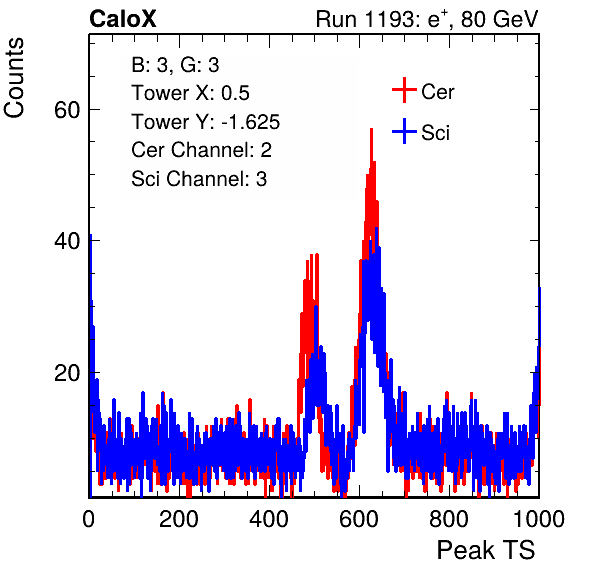 CaloX Run 1193: e+, 80 GeV
Counts
B: 3, G: 3
Tower X: 0.5
Tower Y: -1.625
Cer Channel: 2
Sci Channel: 3
Cer
Sci
60
40
20
0 200 400 600 800 1000
Peak TS